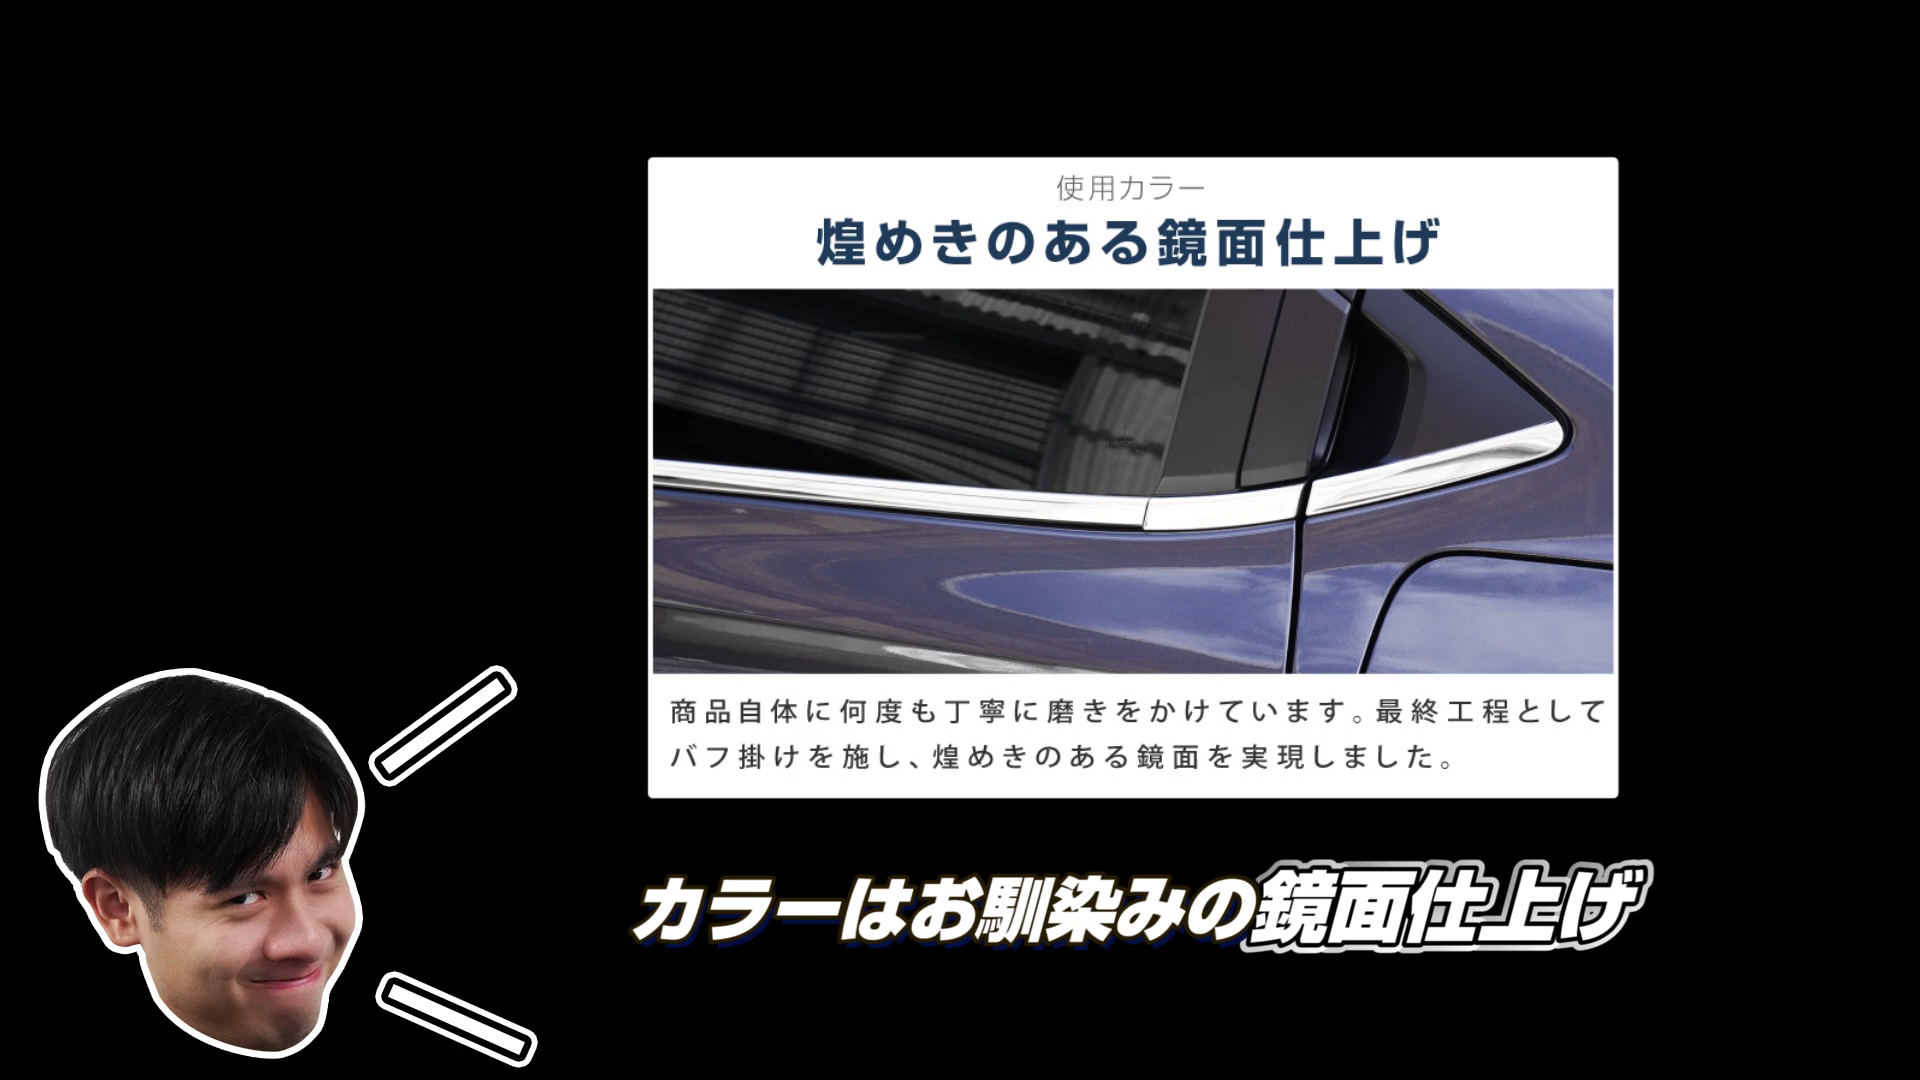 使用カラー
煌めきのある鏡面仕上げ
商品自体に何度も丁寧に磨きをかけています。最終工程として
バフ掛けを施し、煌めきのある鏡面を実現しました。
カラーはお馴染みの鏡面仕上げ